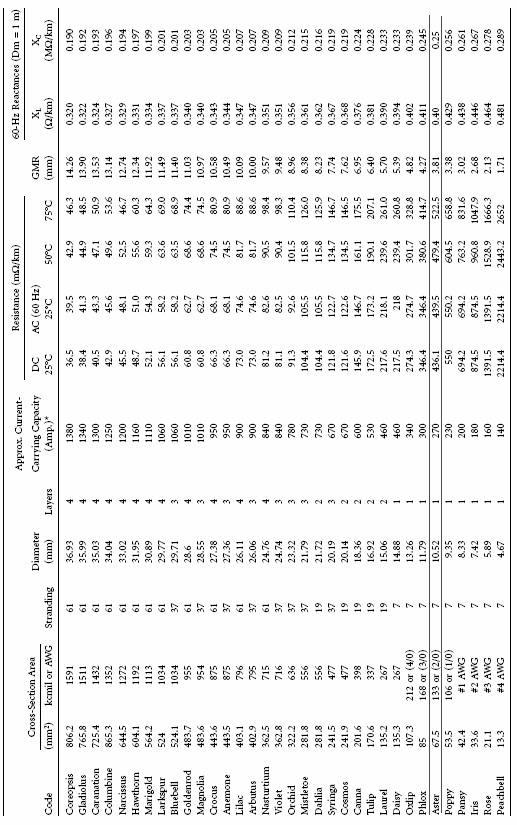 Cross-Section Area Approx. Current- Resistance (mΩ/km) 60-Hz Reactances (Dm = 1 m)
Code (mm²) kcmil or AWG Stranding Diameter (mm) Layers Carrying Capacity (Amp.)* DC 25°C AC (60 Hz) 25°C 50°C 75°C GMR (mm) X_L (Ω/km) X_C (MΩ/km)
Coreopsis 806.2 1591 61 36.93 4 1380 36.5 39.5 42.9 46.3 14.26 0.320 0.190
Gladiolus 765.8 1511 61 35.99 4 1340 38.4 41.3 44.9 48.5 13.90 0.322 0.192
Caranation 725.4 1432 61 35.03 4 1300 40.5 43.3 47.1 50.9 13.53 0.324 0.193
Columbine 865.3 1352 61 34.04 4 1250 42.9 45.6 49.6 53.6 13.14 0.327 0.196
Narcissus 644.5 1272 61 33.02 4 1200 45.5 48.1 52.5 46.7 12.74 0.329 0.194
Hawthorn 604.1 1192 61 31.95 4 1160 48.7 51.0 55.6 60.3 12.34 0.331 0.197
Marigold 564.2 1113 61 30.89 4 1110 52.1 54.3 59.3 64.3 11.92 0.334 0.199
Larkspur 524 1034 61 29.77 4 1060 56.1 58.2 63.6 69.0 11.49 0.337 0.201
Bluebell 524.1 1034 37 29.71 3 1060 56.1 58.2 63.5 68.9 11.40 0.337 0.201
Goldenrod 483.7 955 61 28.6 4 1010 60.8 62.7 68.6 74.4 11.03 0.340 0.203
Magnolia 483.6 954 37 28.55 3 1010 60.8 62.7 68.6 74.5 10.97 0.340 0.203
Crocus 443.6 875 61 27.38 4 950 66.3 68.1 74.5 80.9 10.58 0.343 0.205
Anemone 443.5 875 37 27.36 3 950 66.3 68.1 74.5 80.9 10.49 0.344 0.205
Lilac 403.1 796 61 26.11 4 900 73.0 74.6 81.7 88.6 10.09 0.347 0.207
Arbutus 402.9 795 37 26.06 3 900 73.0 74.6 81.7 88.6 10.00 0.347 0.207
Nasturtium 362.5 715 61 24.76 4 840 81.2 82.6 90.5 98.4 9.57 0.351 0.209
Violet 362.8 716 37 24.74 3 840 81.1 82.5 90.4 98.3 9.48 0.351 0.209
Orchid 322.2 636 37 23.32 3 780 91.3 92.6 101.5 110.4 8.96 0.356 0.212
Mistletoe 281.8 556 37 21.79 3 730 104.4 105.5 115.8 126.0 8.38 0.361 0.215
Dahlia 281.8 556 19 21.72 2 730 104.4 105.5 115.8 125.9 8.23 0.362 0.216
Syringa 241.5 477 37 20.19 3 670 121.8 122.7 134.7 146.7 7.74 0.367 0.219
Cosmos 241.9 477 19 20.14 2 670 121.6 122.6 134.5 146.5 7.62 0.368 0.219
Canna 201.6 398 19 18.36 2 600 145.9 146.7 161.1 175.5 6.95 0.376 0.224
Tulip 170.6 337 19 16.92 2 530 172.5 173.2 190.1 207.1 6.40 0.381 0.228
Laurel 135.2 267 19 15.06 2 460 217.6 218.1 239.6 261.0 5.70 0.390 0.233
Daisy 135.3 267 7 14.88 1 460 217.5 218 239.4 260.8 5.39 0.394 0.233
Oxlip 107.3 212 or (4/0) 7 13.26 1 340 274.3 274.7 301.7 328.8 4.82 0.402 0.239
Phlox 85 168 or (3/0) 7 11.79 1 300 346.4 346.4 380.6 414.7 4.27 0.411 0.245
Aster 67.5 133 or (2/0) 7 10.52 1 270 436.1 439.5 479.4 522.5 3.81 0.40 0.25
Poppy 53.5 106 or (1/0) 7 9.35 1 230 550 550.2 604.5 658.8 3.38 0.429 0.256
Pansy 42.4 #1 AWG 7 8.33 1 200 694.2 694.2 763.2 831.6 3.02 0.438 0.261
Iris 33.6 #2 AWG 7 7.42 1 180 874.5 874.5 960.8 1047.9 2.68 0.446 0.267
Rose 21.1 #3 AWG 7 5.89 1 160 1391.5 1391.5 1528.9 1666.3 2.13 0.464 0.278
Peachbell 13.3 #4 AWG 7 4.67 1 140 2214.4 2214.4 2443.2 2652 1.71 0.481 0.289